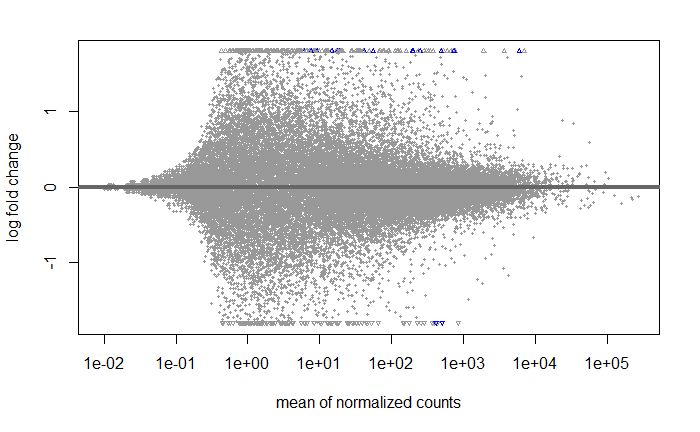 log fold change
1
0
-1
1e-02 1e-01 1e+00 1e+01 1e+02 1e+03 1e+04 1e+05
mean of normalized counts